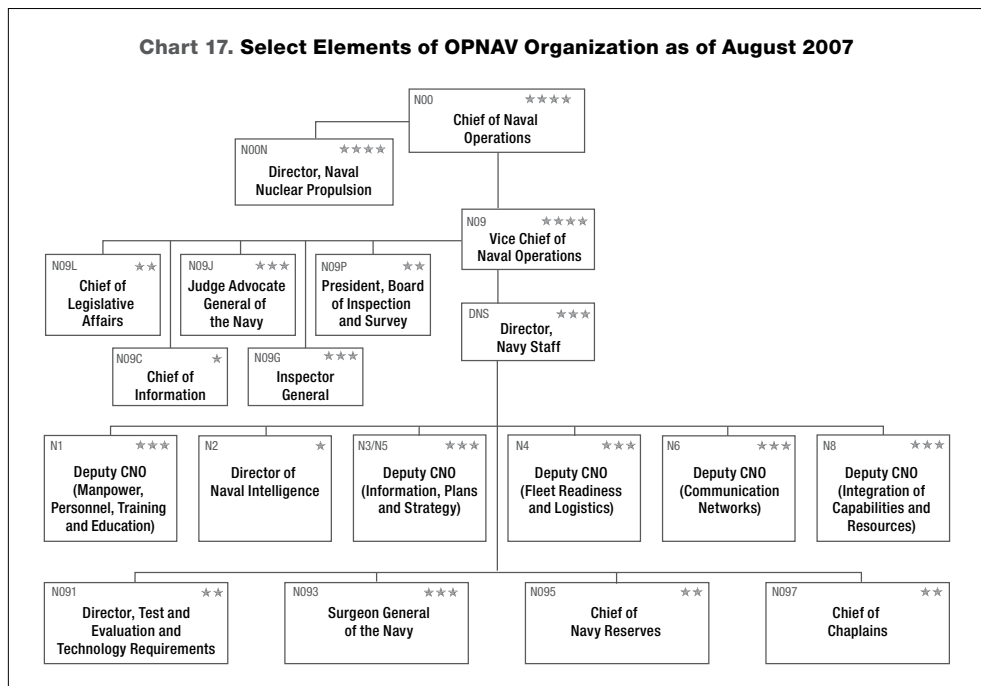 Chart 17. Select Elements of OPNAV Organization as of August 2007
N00
Chief of Naval
Operations
N00N
Director, Naval
Nuclear Propulsion
N09
Vice Chief of
Naval Operations
N09L
Chief of
Legislative
Affairs
N09J
Judge Advocate
General of
the Navy
N09P
President, Board
of Inspection
and Survey
DNS
Director,
Navy Staff
N09C
Chief of
Information
N09G
Inspector
General
N1
Deputy CNO
(Manpower,
Personnel, Training
and Education)
N2
Director of
Naval Intelligence
N3/N5
Deputy CNO
(Information, Plans
and Strategy)
N4
Deputy CNO
(Fleet Readiness
and Logistics)
N6
Deputy CNO
(Communication
Networks)
N8
Deputy CNO
(Integration of
Capabilities and
Resources)
N091
Director, Test and
Evaluation and
Technology Requirements
N093
Surgeon General
of the Navy
N095
Chief of
Navy Reserves
N097
Chief of
Chaplains